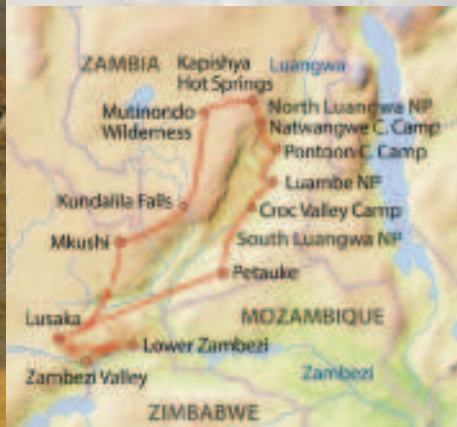 ZAMBIA
Kapishya
Hot Springs
Luangwa
Mutinondo
Wilderness
North Luangwa NP
Natwangwe C. Camp
Pontoon C. Camp
Luambe NP
Kundalila Falls
Croc Valley Camp
Mkushi
South Luangwa NP
Petauke
Lusaka
MOZAMBIQUE
Lower Zambezi
Zambezi Valley
Zambezi
ZIMBABWE